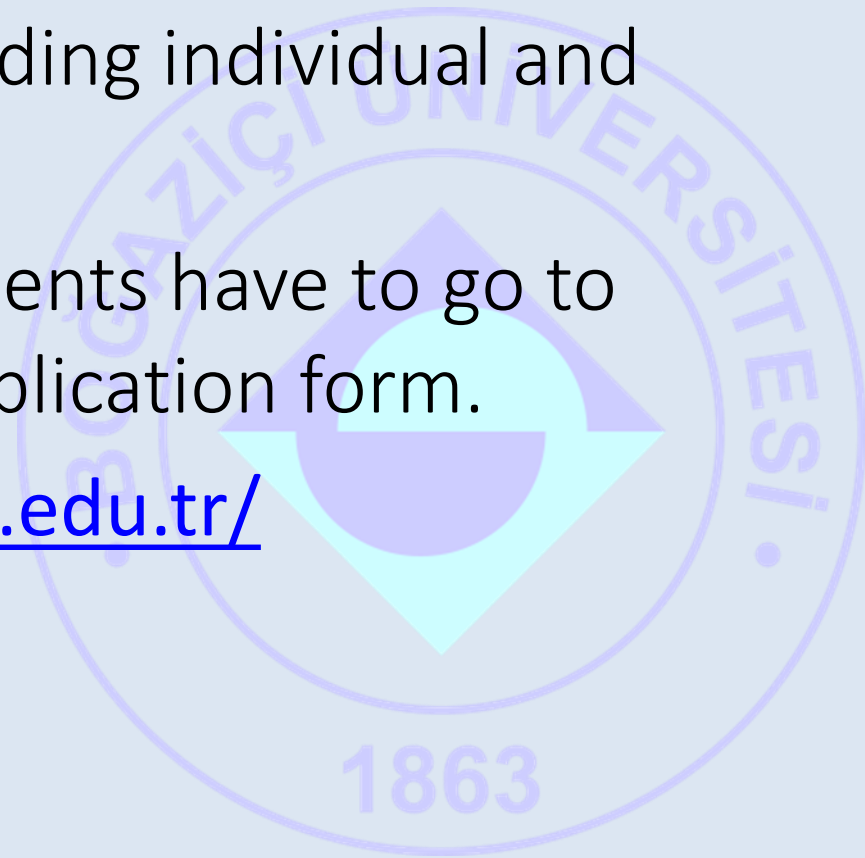 ding individual and
ents have to go to
plication form.
.edu.tr/
• BOĞAZİÇİ ÜNİVERSİTESİ •
1863